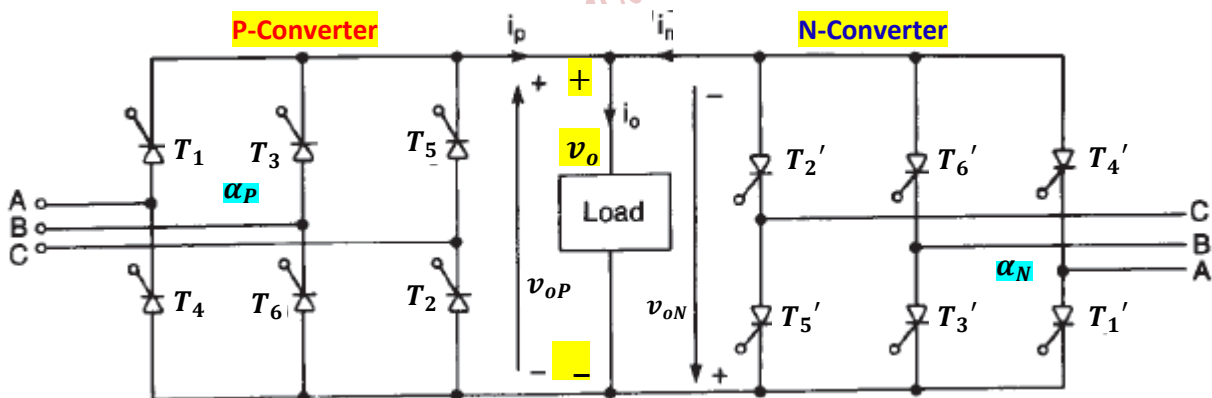 P-Converter
N-Converter
i_p
i_n
+
+
−
i_o
v_o
T_1
T_3
T_5
T_2′
T_6′
T_4′
α_P
A
B
C
Load
C
B
A
α_N
T_4
T_6
T_2
v_oP
v_oN
T_5′
T_3′
T_1′
−
−
+